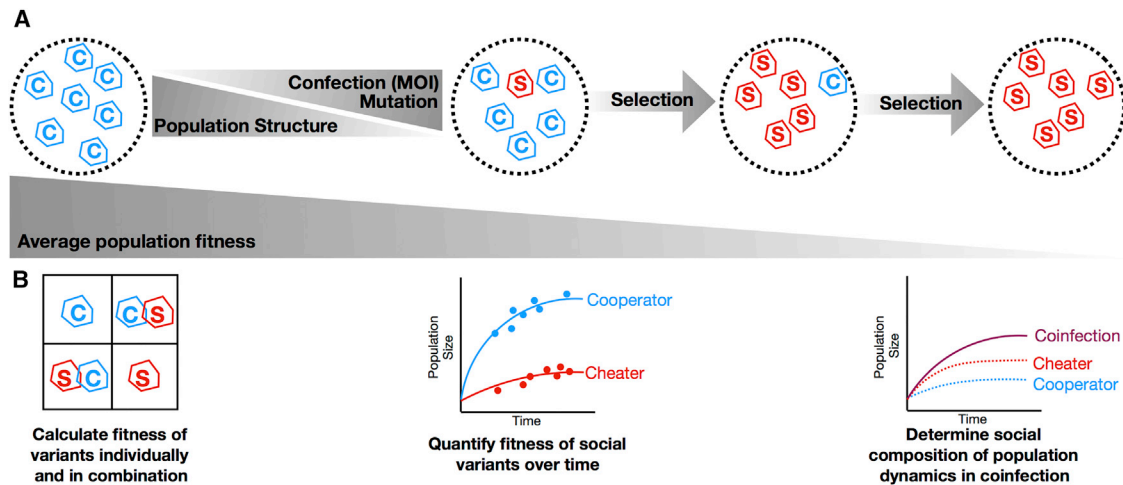 A
C
C
C
C
C
C
C
C
Confection (MOI)
Mutation
Population Structure
C
S
C
C
C
C
C
C
Selection
S
C
S
S
S
S
S
Selection
S
S
S
S
S
S
S
Average population fitness
B
C
C S
S C
S
Calculate fitness of
variants individually
and in combination
Population
Size
Cooperator
Cheater
Time
Quantify fitness of social
variants over time
Population
Size
Coinfection
Cheater
Cooperator
Time
Determine social
composition of population
dynamics in coinfection